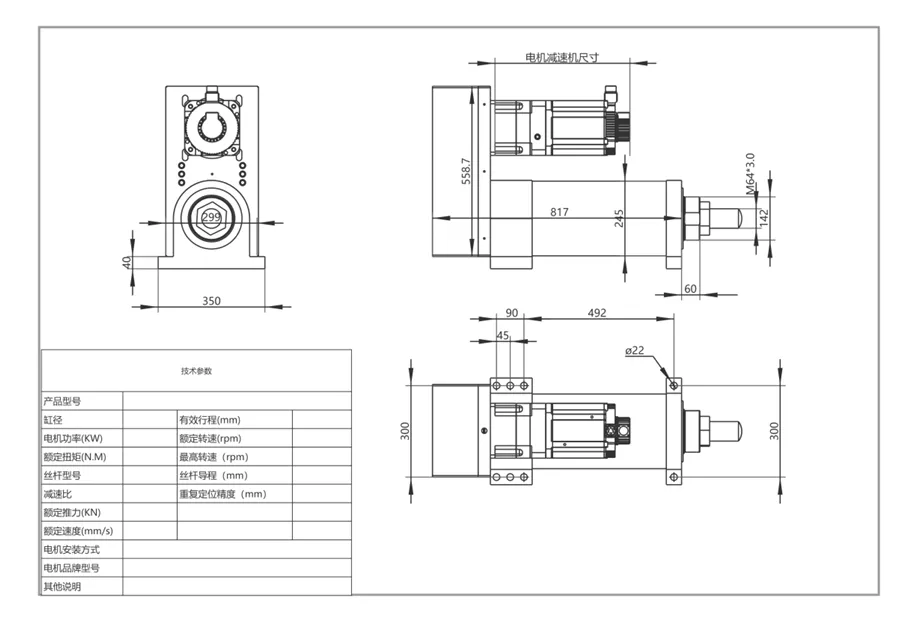 电机减速机尺寸
558.7
817
245
M64*3.0
142
60
299
40
350
90
492
45
ø22
300
300
技术参数
产品型号
缸径 有效行程(mm)
电机功率(KW) 额定转速(rpm)
额定扭矩(N.M) 最高转速（rpm)
丝杆型号 丝杆导程（mm)
减速比 重复定位精度（mm)
额定推力(KN)
额定速度(mm/s)
电机安装方式
电机品牌型号
其他说明